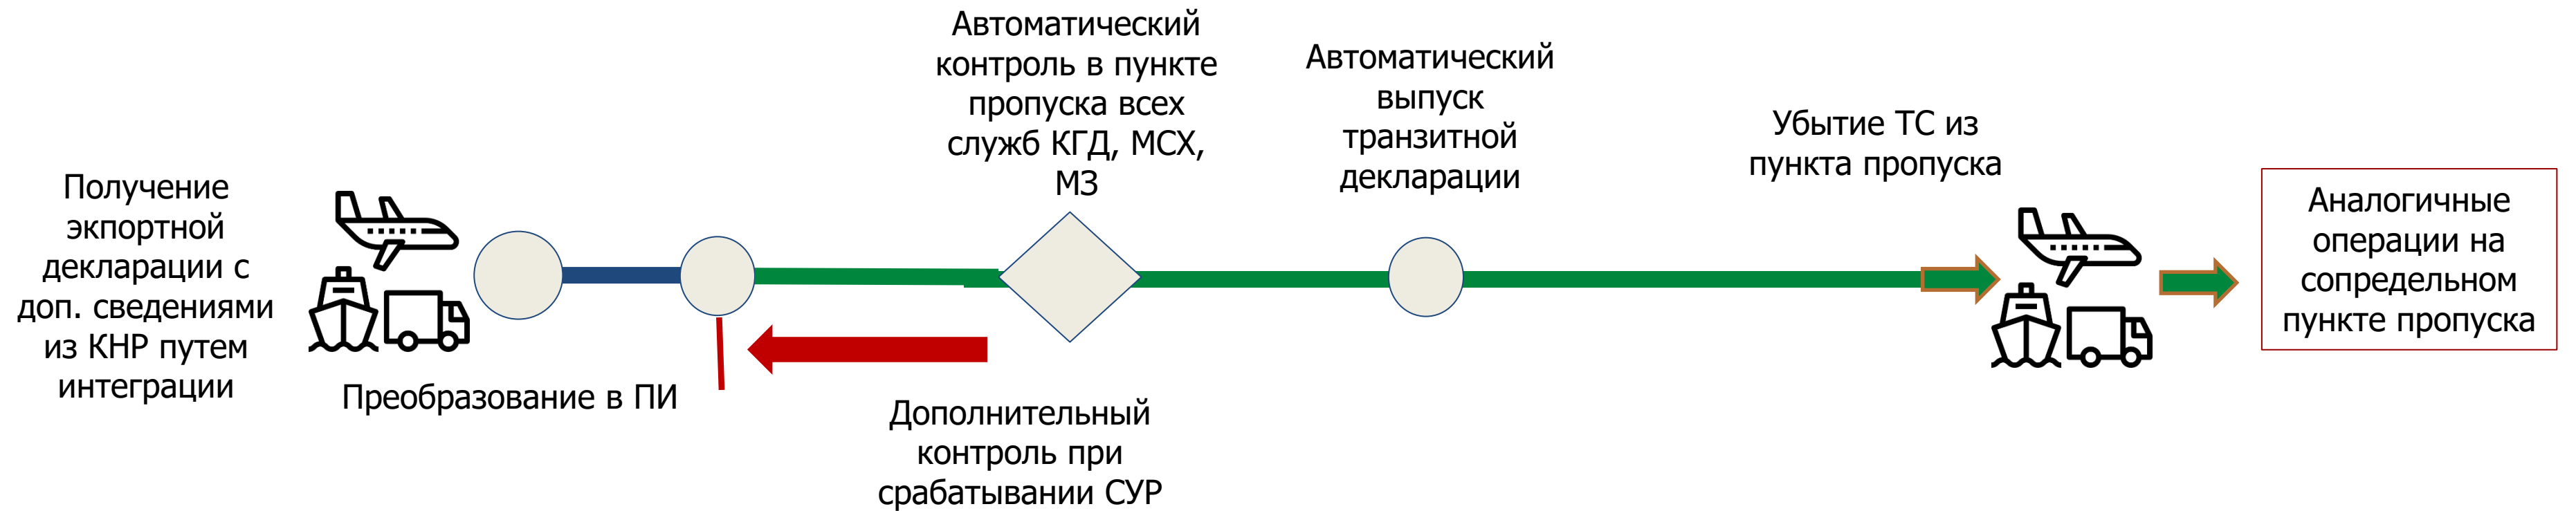 Получение
экпортной
декларации с
доп. сведениями
из КНР путем
интеграции
Преобразование в ПИ
Автоматический
контроль в пункте
пропуска всех
служб КГД, МСХ,
МЗ
Дополнительный
контроль при
срабатывании СУР
Автоматический
выпуск
транзитной
декларации
Убытие ТС из
пункта пропуска
Аналогичные
операции на
сопредельном
пункте пропуска